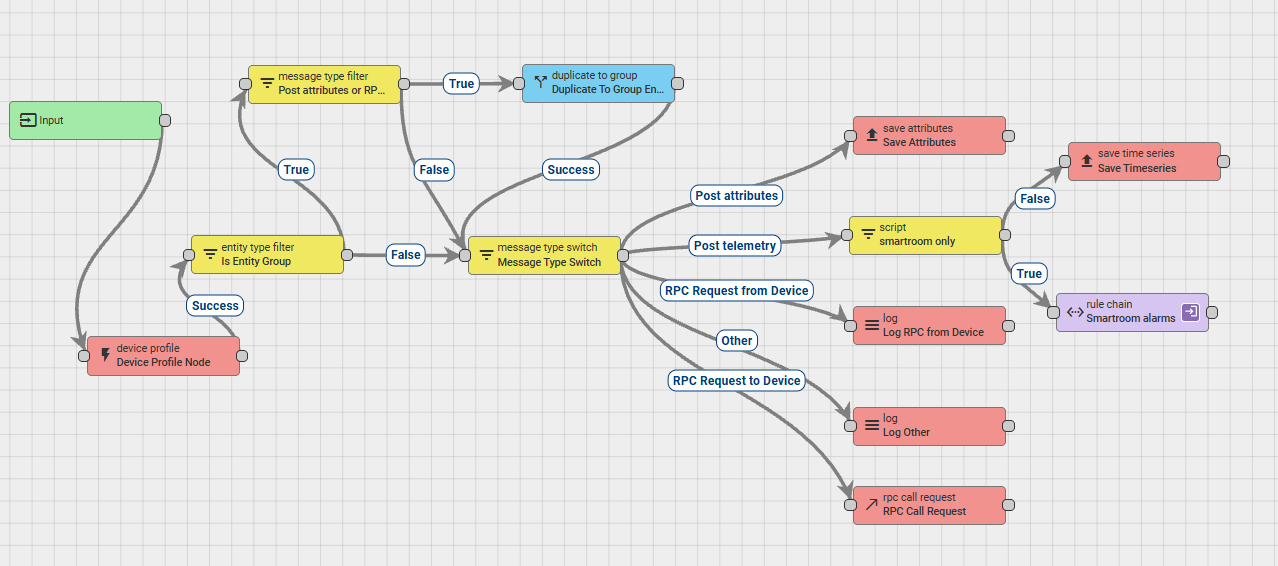 Input
message type filter
Post attributes or RP...
True
duplicate to group
Duplicate To Group En...
True
False
Success
entity type filter
Is Entity Group
False
Success
device profile
Device Profile Node
message type switch
Message Type Switch
Post attributes
Post telemetry
RPC Request from Device
Other
RPC Request to Device
save attributes
Save Attributes
script
smartroom only
False
True
save time series
Save Timeseries
rule chain
Smartroom alarms
log
Log RPC from Device
log
Log Other
rpc call request
RPC Call Request